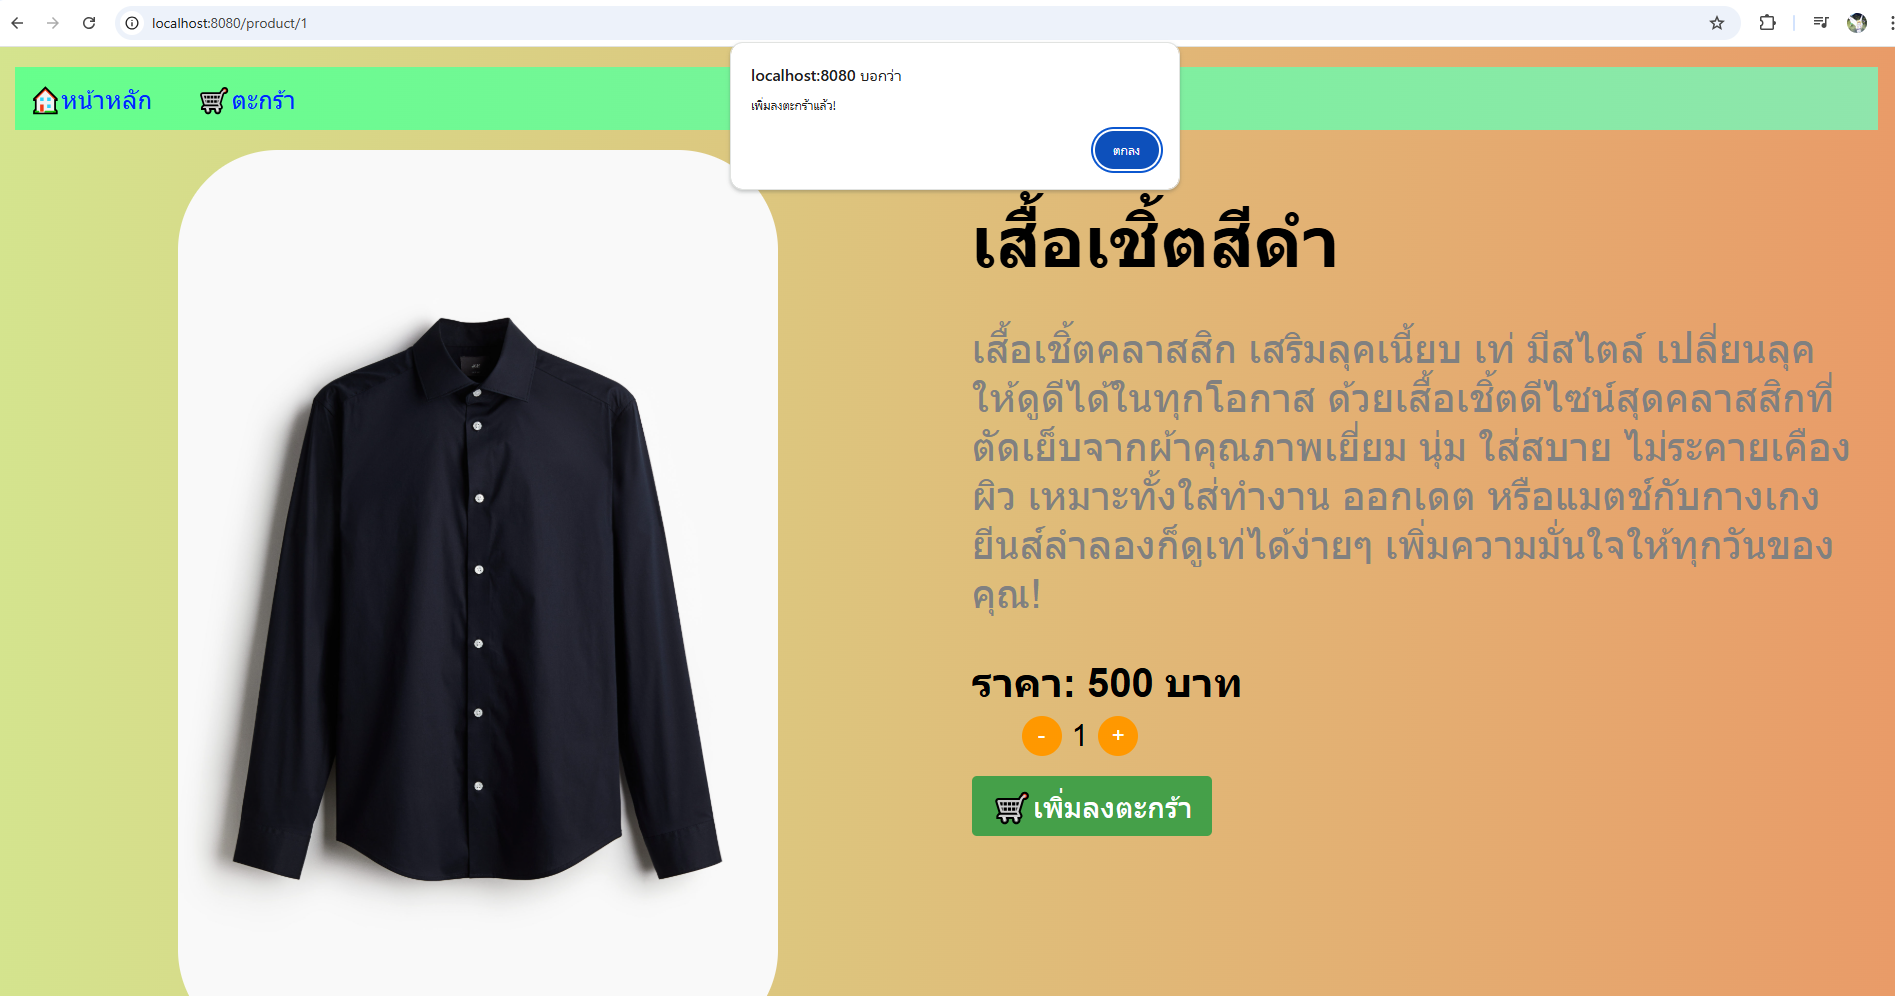 localhost:8080/product/1
localhost:8080 บอกว่า
เพิ่มลงตะกร้าแล้ว!
ตกลง
หน้าหลัก ตะกร้า
เสื้อเชิ้ตสีดำ
เสื้อเชิ้ตคลาสสิก เสริมลุคเนี้ยบ เท่ มีสไตล์ เปลี่ยนลุค
ให้ดูดีได้ในทุกโอกาส ด้วยเสื้อเชิ้ตดีไซน์สุดคลาสสิกที่
ตัดเย็บจากผ้าคุณภาพเยี่ยม นุ่ม ใส่สบาย ไม่ระคายเคือง
ผิว เหมาะทั้งใส่ทำงาน ออกเดต หรือแมตช์กับกางเกง
ยีนส์ลำลองก็ดูเท่ได้ง่ายๆ เพิ่มความมั่นใจให้ทุกวันของ
คุณ!
ราคา: 500 บาท
- 1 +
เพิ่มลงตะกร้า